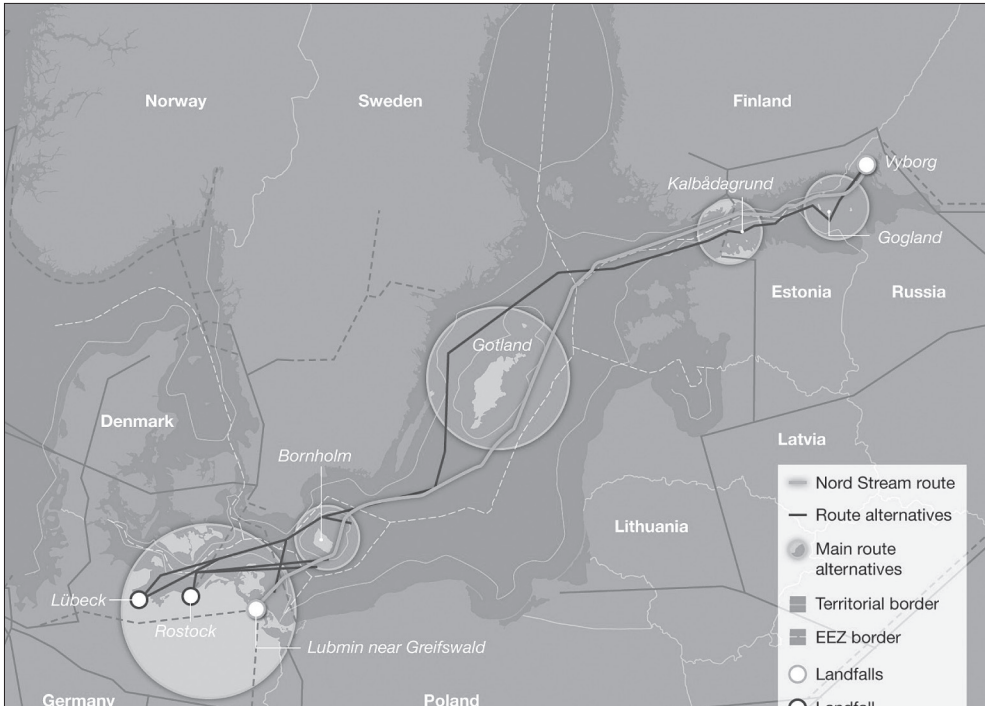 Norway
Sweden
Finland
Vyborg
Kalbådagrund
Gogland
Estonia
Russia
Gotland
Denmark
Latvia
Bornholm
Nord Stream route
Route alternatives
Lithuania
Main route
alternatives
Lübeck
Territorial border
Rostock
EEZ border
Lubmin near Greifswald
Landfalls
Germany
Poland
Landfall